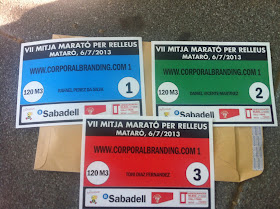 VII MITJA MARATÓ PER RELLEUS
MATARÓ, 6/7/2013
WWW.CORPORALBRANDING.COM 1
120 M3
1
Sabadell
VII MITJA MARATÓ PER RELLEUS
MATARÓ, 6/7/2013
WWW.CORPORALBRANDING.COM 1
120 M3
2
Sabadell
VII MITJA MARATÓ PER RELLEUS
MATARÓ, 6/7/2013
WWW.CORPORALBRANDING.COM 1
120 M3
3
Sabadell